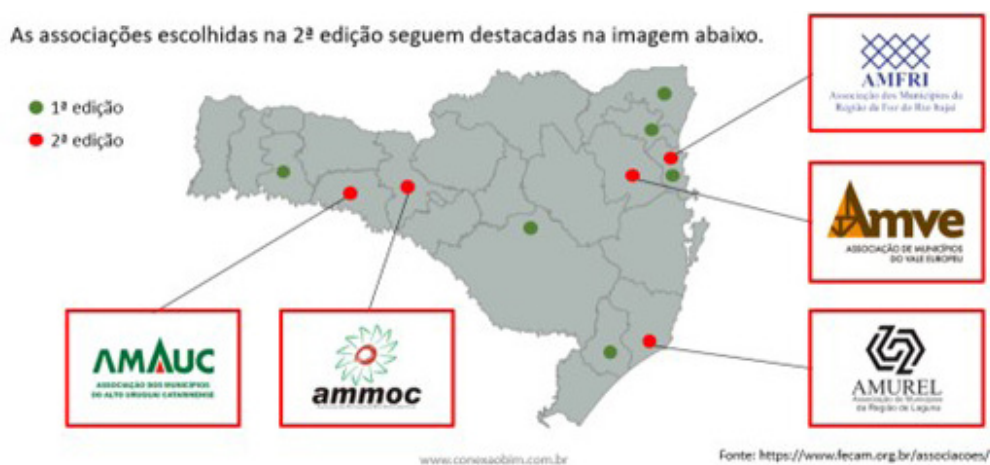 As associações escolhidas na 2ª edição seguem destacadas na imagem abaixo.
1ª edição
2ª edição
AMFRI
Associação dos Municípios da
Região da Foz do Rio Itajaí
Amve
ASSOCIAÇÃO DE MUNICÍPIOS
DO VALE EUROPEU
AMAUC
ASSOCIAÇÃO DOS MUNICÍPIOS
DO ALTO URUGUAI CATARINENSE
ammoc
AMUREL
Associação de Municípios
da Região de Laguna
www.conexaobim.com.br
Fonte: https://www.fecam.org.br/associacoes/